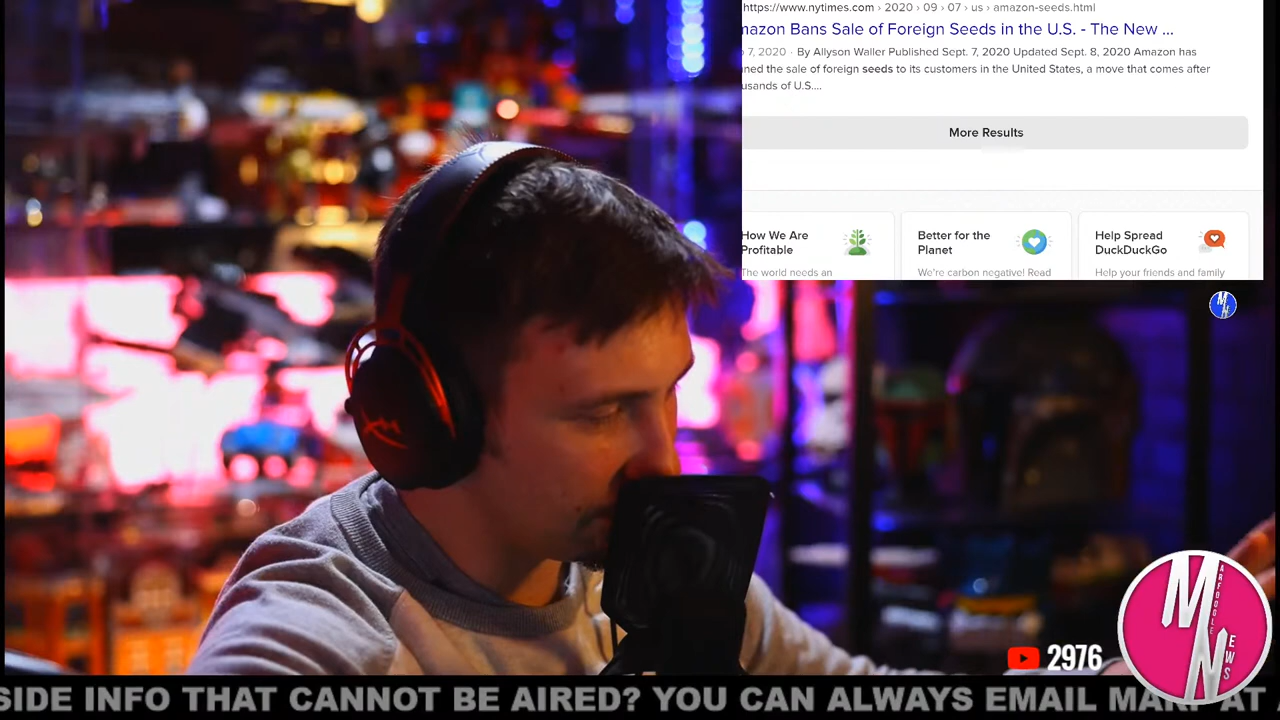 https://www.nytimes.com › 2020 › 09 › 07 › us › amazon-seeds.html
mazon Bans Sale of Foreign Seeds in the U.S. - The New ...
7, 2020 · By Allyson Waller Published Sept. 7, 2020 Updated Sept. 8, 2020 Amazon has
ned the sale of foreign seeds to its customers in the United States, a move that comes after
usands of U.S....
More Results
How We Are
Profitable
The world needs an
Better for the
Planet
We're carbon negative! Read
Help Spread
DuckDuckGo
Help your friends and family
MN
2976
MARFOOGLE
NEWS
SIDE INFO THAT CANNOT BE AIRED? YOU CAN ALWAYS EMAIL MA AT